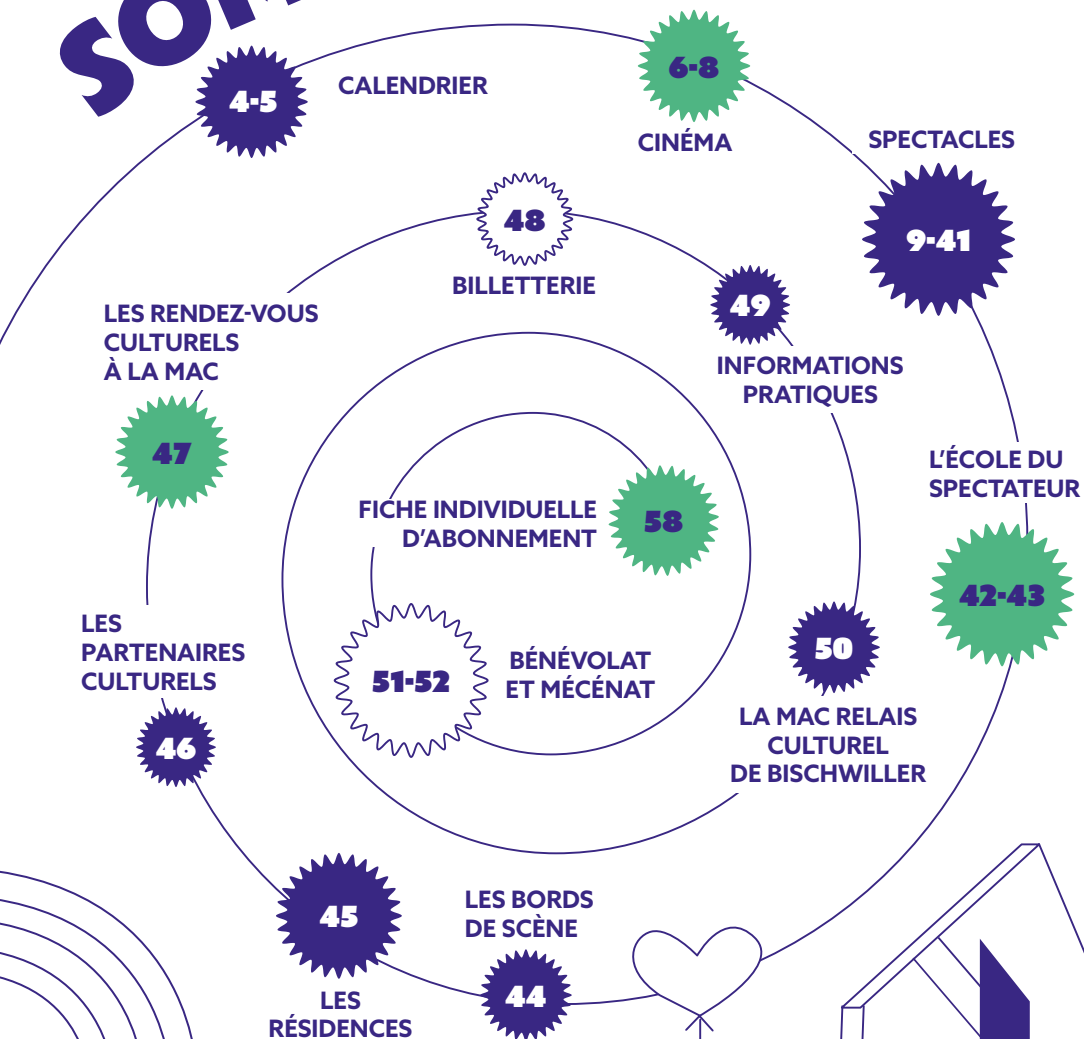 4-5
CALENDRIER
6-8
CINÉMA
SPECTACLES
9-41
L'ÉCOLE DU
SPECTATEUR
42-43
LES BORDS
DE SCÈNE
44
45
LES
RÉSIDENCES
LES
PARTENAIRES
CULTURELS
46
LES RENDEZ-VOUS
CULTURELS
À LA MAC
47
48
BILLETTERIE
49
INFORMATIONS
PRATIQUES
50
LA MAC RELAIS
CULTUREL
DE BISCHWILLER
51-52
BÉNÉVOLAT
ET MÉCÉNAT
FICHE INDIVIDUELLE
D'ABONNEMENT
58